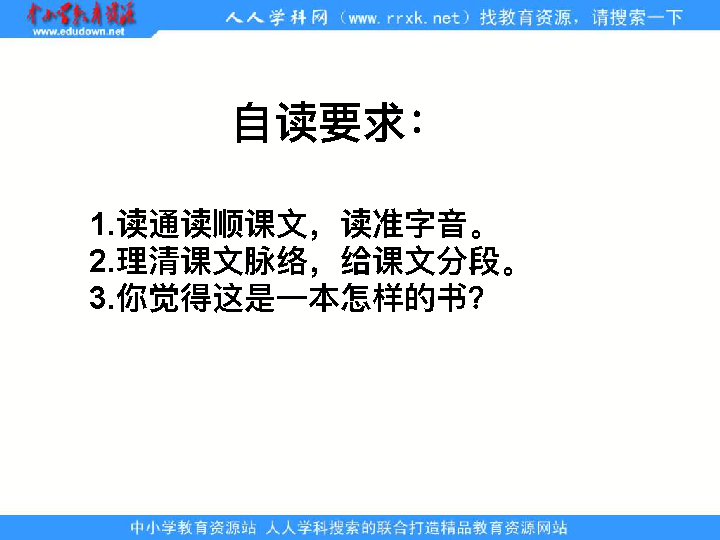 中小学教育资源
www.edudown.net
人人学科网（www.rrxk.net）找教育资源，请搜索一下
自读要求：
1.读通读顺课文，读准字音。
2.理清课文脉络，给课文分段。
3.你觉得这是一本怎样的书?
中小学教育资源站 人人学科搜索的联合打造精品教育资源网站